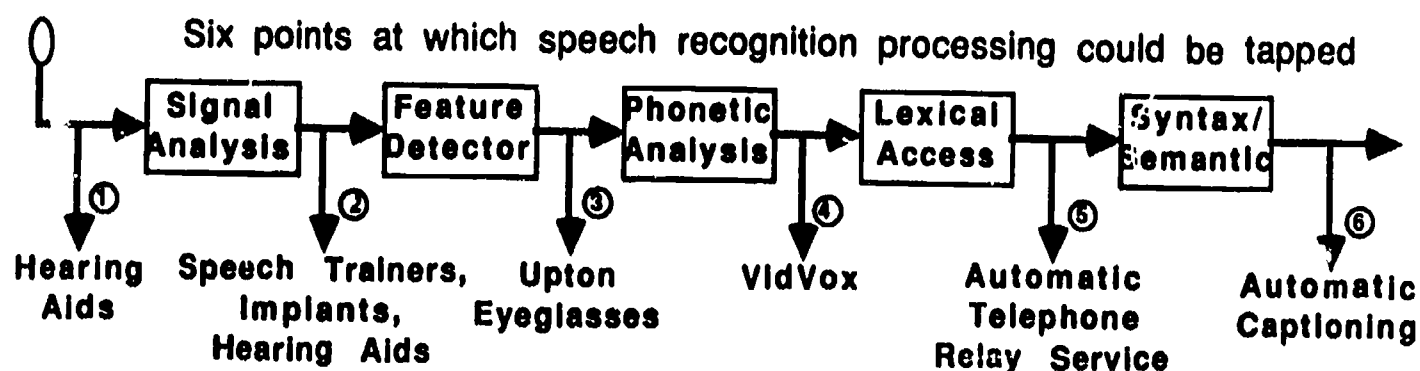 Six points at which speech recognition processing could be tapped
Signal
Analysis
Feature
Detector
Phonetic
Analysis
Lexical
Access
Syntax/
Semantic
①
②
③
④
⑤
⑥
Hearing
Aids
Speech Trainers,
Implants,
Hearing Aids
Upton
Eyeglasses
VidVox
Automatic
Telephone
Relay Service
Automatic
Captioning